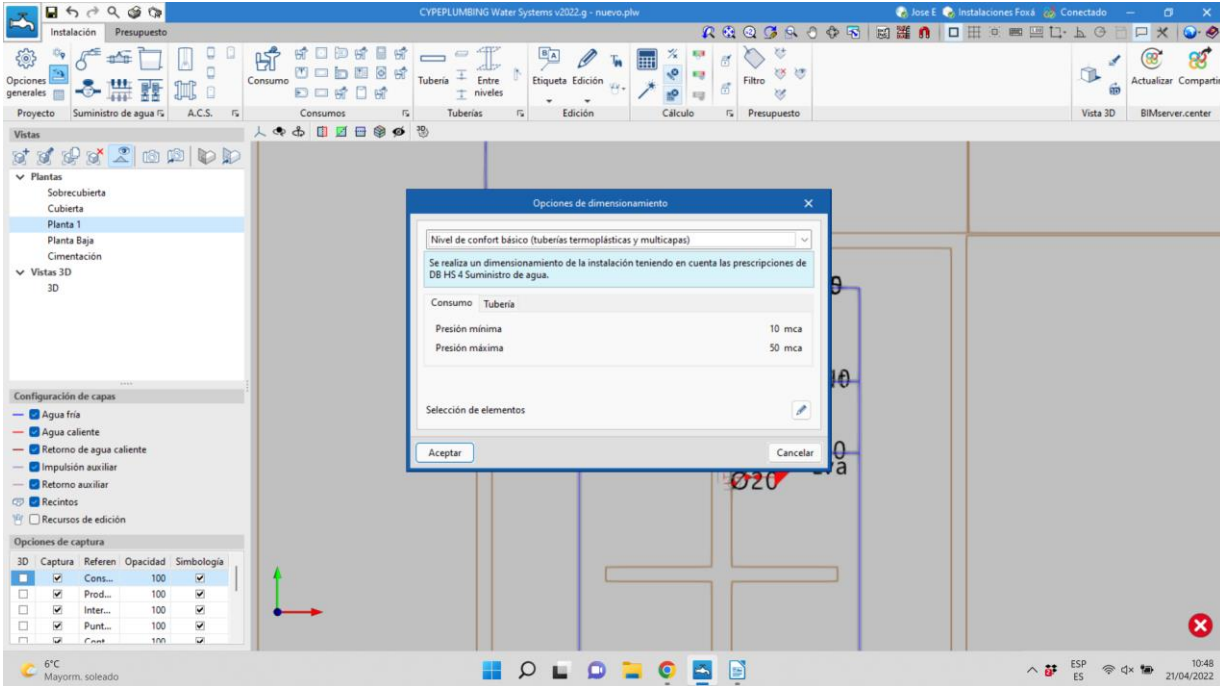 CYPEPLUMBING Water Systems v2022.g - nuevo.plw
Jose E
Instalaciones Foxá
Conectado
Instalación
Presupuesto
Opciones generales
Consumo
Tubería
Entre niveles
Etiqueta
Edición
Filtro
Vista 3D
Actualizar
Compartir
Proyecto
Suministro de agua
A.C.S.
Consumos
Tuberías
Edición
Cálculo
Presupuesto
Vista 3D
BIMserver.center
Vistas
Plantas
Sobrecubierta
Cubierta
Planta 1
Planta Baja
Cimentación
Vistas 3D
3D
Configuración de capas
Agua fría
Agua caliente
Retorno de agua caliente
Impulsión auxiliar
Retorno auxiliar
Recintos
Recursos de edición
Opciones de captura
3D Captura Referen Opacidad Simbología
Cons... 100
Prod... 100
Inter... 100
Punt... 100
Cont 100
Opciones de dimensionamiento
Nivel de confort básico (tuberías termoplásticas y multicapas)
Se realiza un dimensionamiento de la instalación teniendo en cuenta las prescripciones de
DB HS 4 Suministro de agua.
Consumo Tubería
Presión mínima 10 mca
Presión máxima 50 mca
Selección de elementos
Aceptar
Cancelar
Ø20
6°C
Mayorm. soleado
ESP
ES
10:48
21/04/2022